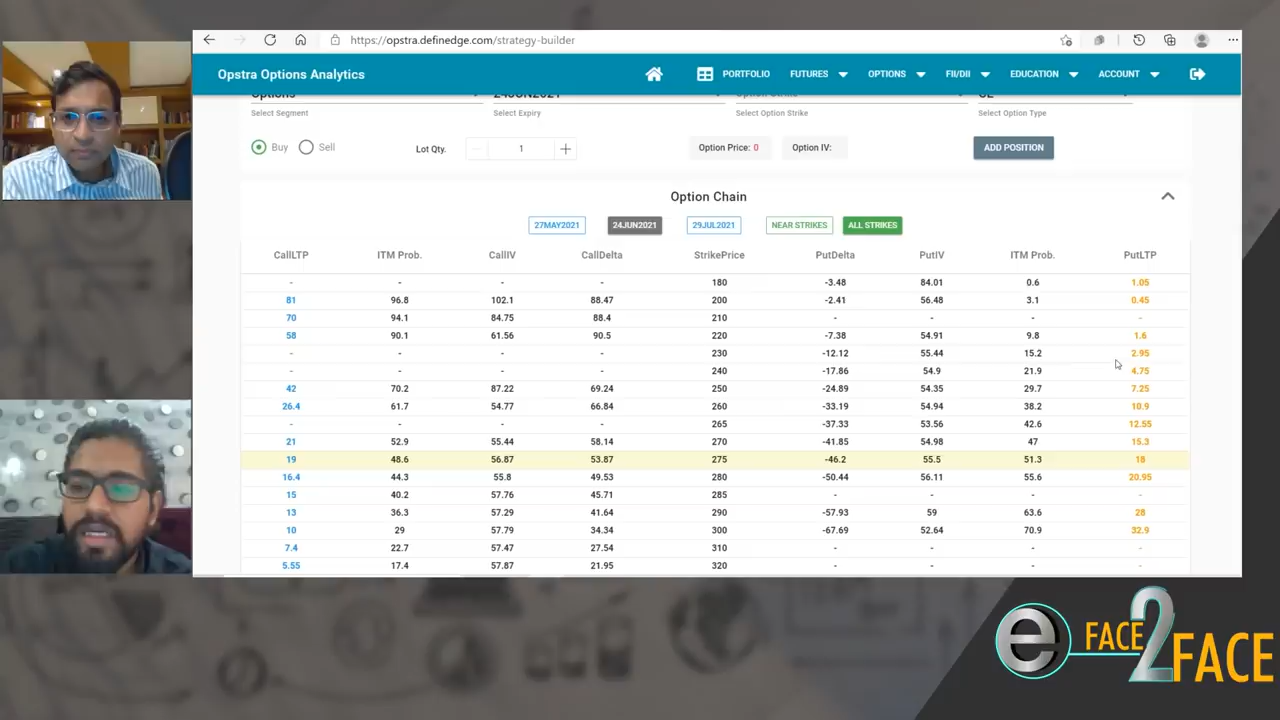 https://opstra.definedge.com/strategy-builder
Opstra Options Analytics
PORTFOLIO FUTURES OPTIONS FII/DII EDUCATION ACCOUNT
Options 24JUN2021 Option Strike CE
Select Segment Select Expiry Select Option Strike Select Option Type
Buy Sell Lot Qty. 1 + Option Price: 0 Option IV: ADD POSITION
Option Chain
27MAY2021 24JUN2021 29JUL2021 NEAR STRIKES ALL STRIKES
CallLTP ITM Prob. CallIV CallDelta StrikePrice PutDelta PutIV ITM Prob. PutLTP
- - - - 180 -3.48 84.01 0.6 1.05
81 96.8 102.1 88.47 200 -2.41 56.48 3.1 0.45
70 94.1 84.75 88.4 210 - - - -
58 90.1 61.56 90.5 220 -7.38 54.91 9.8 1.6
- - - - 230 -12.12 55.44 15.2 2.95
- - - - 240 -17.86 54.9 21.9 4.75
42 70.2 87.22 69.24 250 -24.89 54.35 29.7 7.25
26.4 61.7 54.77 66.84 260 -33.19 54.94 38.2 10.9
- - - - 265 -37.33 53.56 42.6 12.55
21 52.9 55.44 58.14 270 -41.85 54.98 47 15.3
19 48.6 56.87 53.87 275 -46.2 55.5 51.3 18
16.4 44.3 55.8 49.53 280 -50.44 56.11 55.6 20.95
15 40.2 57.76 45.71 285 - - - -
13 36.3 57.29 41.64 290 -57.93 59 63.6 28
10 29 57.79 34.34 300 -67.69 52.64 70.9 32.9
7.4 22.7 57.47 27.54 310 - - - -
5.55 17.4 57.87 21.95 320 - - - -
e FACE 2 FACE